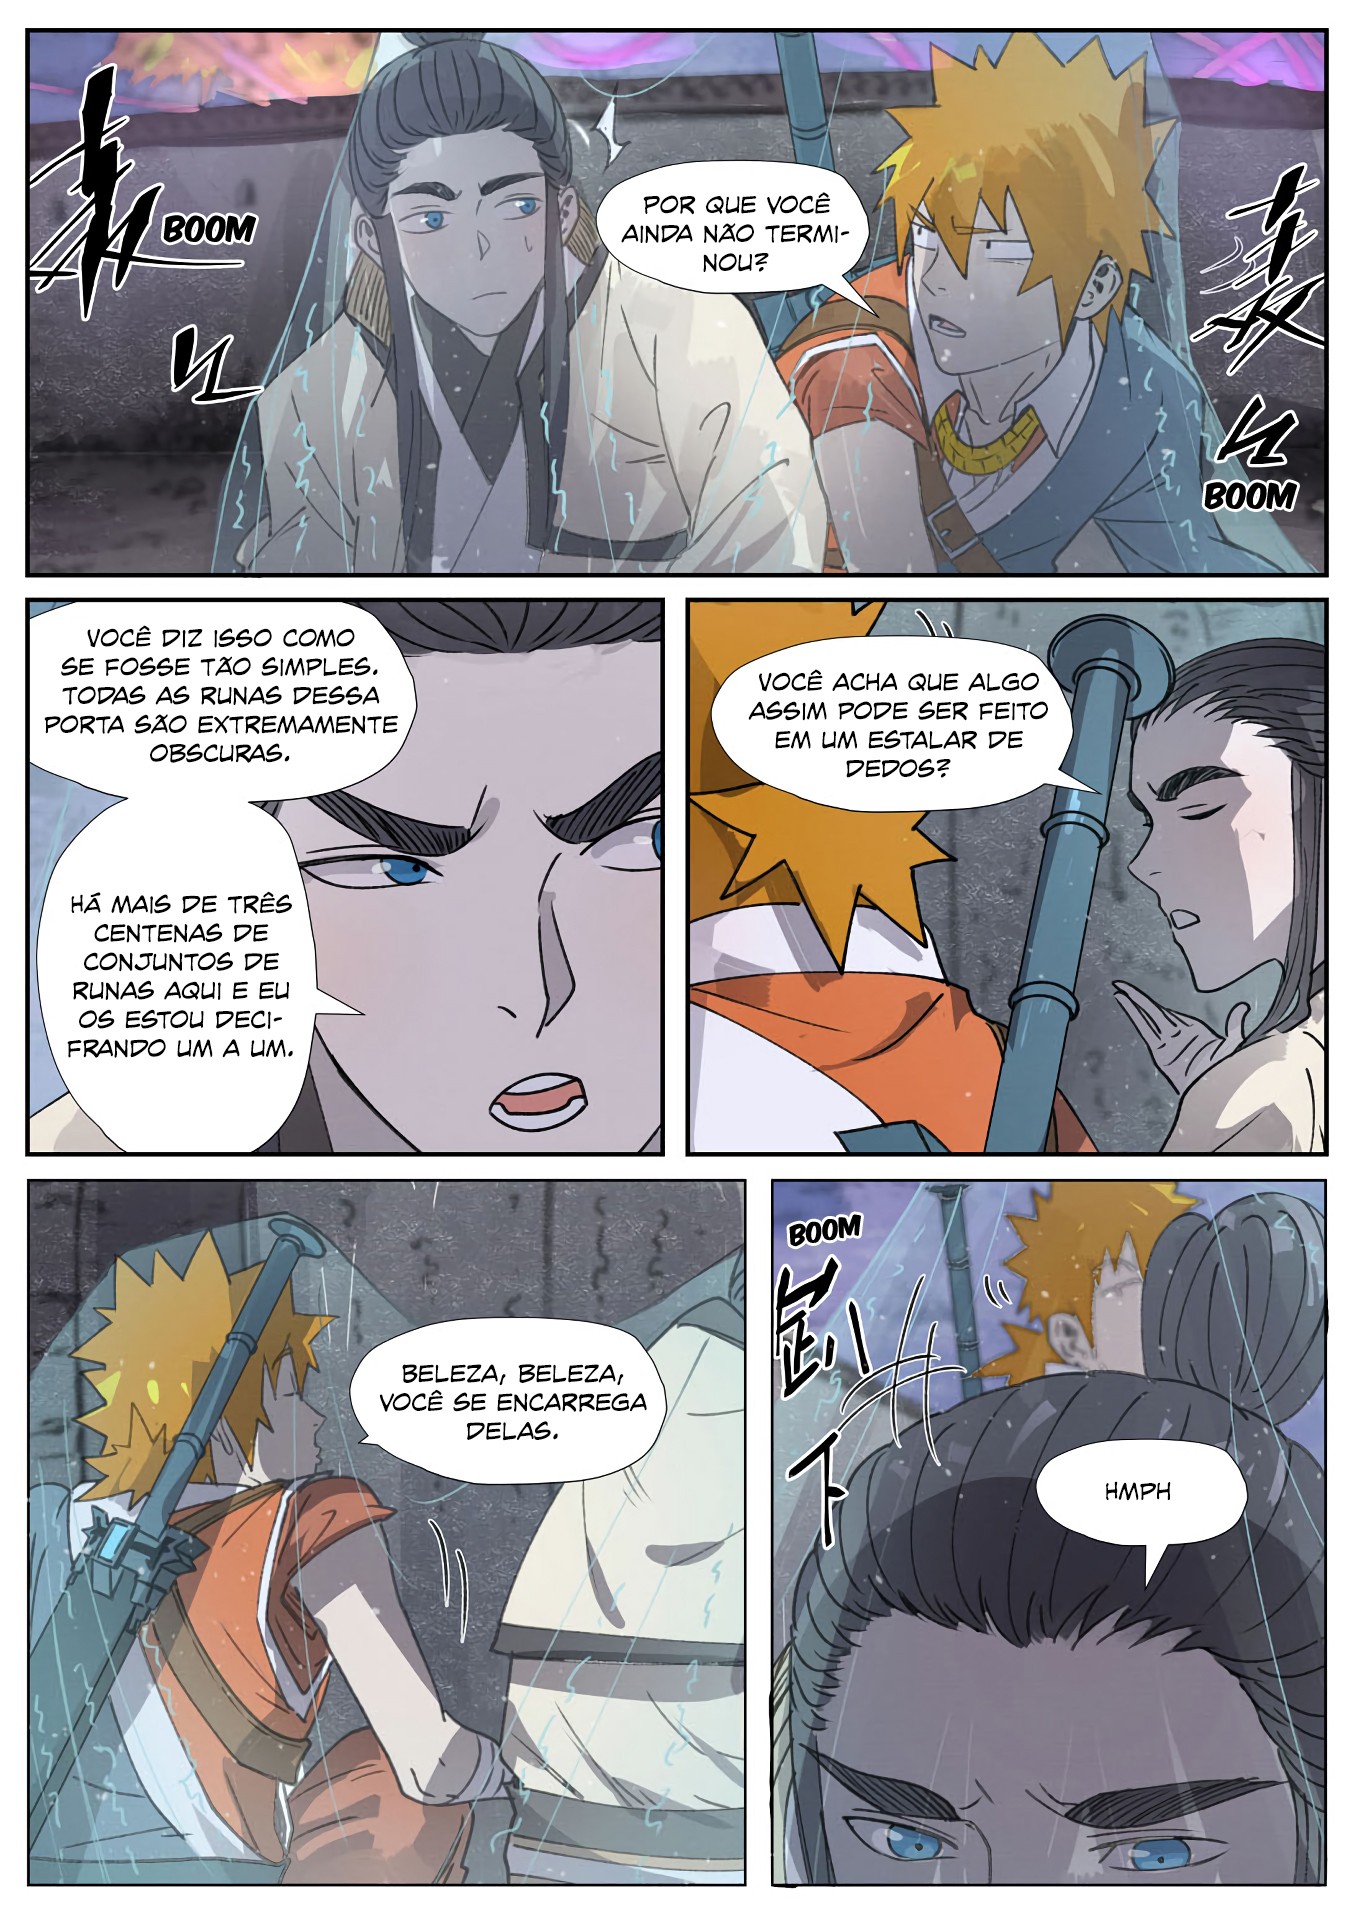 BOOM
POR QUE VOCÊ
AINDA NÃO TERMI-
NOU?
BOOM
VOCÊ DIZ ISSO COMO
SE FOSSE TÃO SIMPLES.
TODAS AS RUNAS DESSA
PORTA SÃO EXTREMAMENTE
OBSCURAS.
HÁ MAIS DE TRÊS
CENTENAS DE
CONJUNTOS DE
RUNAS AQUI E EU
OS ESTOU DECI-
FRANDO UM A UM.
VOCÊ ACHA QUE ALGO
ASSIM PODE SER FEITO
EM UM ESTALAR DE
DEDOS?
BELEZA, BELEZA,
VOCÊ SE ENCARREGA
DELAS.
BOOM
HMPH